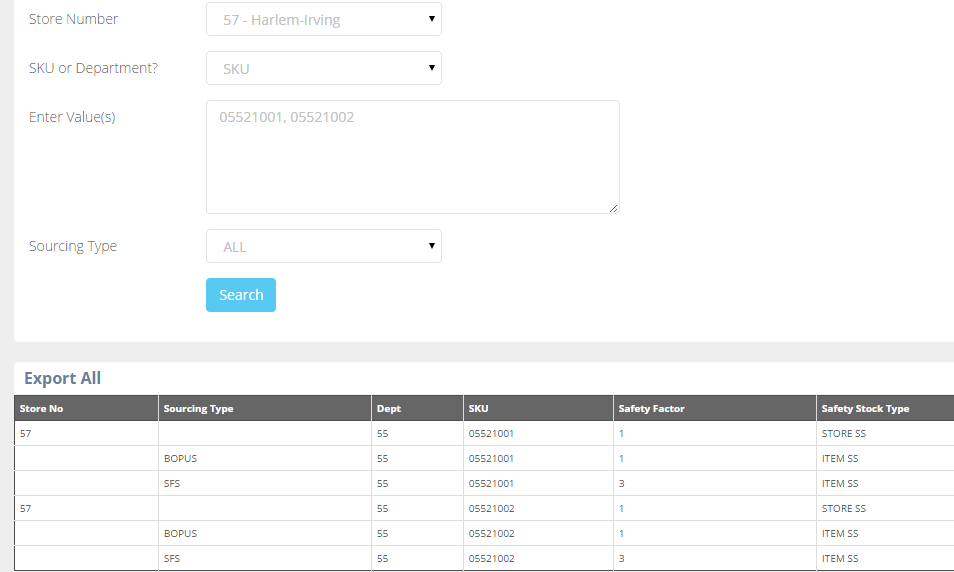 Store Number 57 - Harlem-Irving
SKU or Department? SKU
Enter Value(s) 05521001, 05521002
Sourcing Type ALL
Search
Export All
Store No Sourcing Type Dept SKU Safety Factor Safety Stock Type
57 55 05521001 1 STORE SS
BOPUS 55 05521001 1 ITEM SS
SFS 55 05521001 3 ITEM SS
57 55 05521002 1 STORE SS
BOPUS 55 05521002 1 ITEM SS
SFS 55 05521002 3 ITEM SS